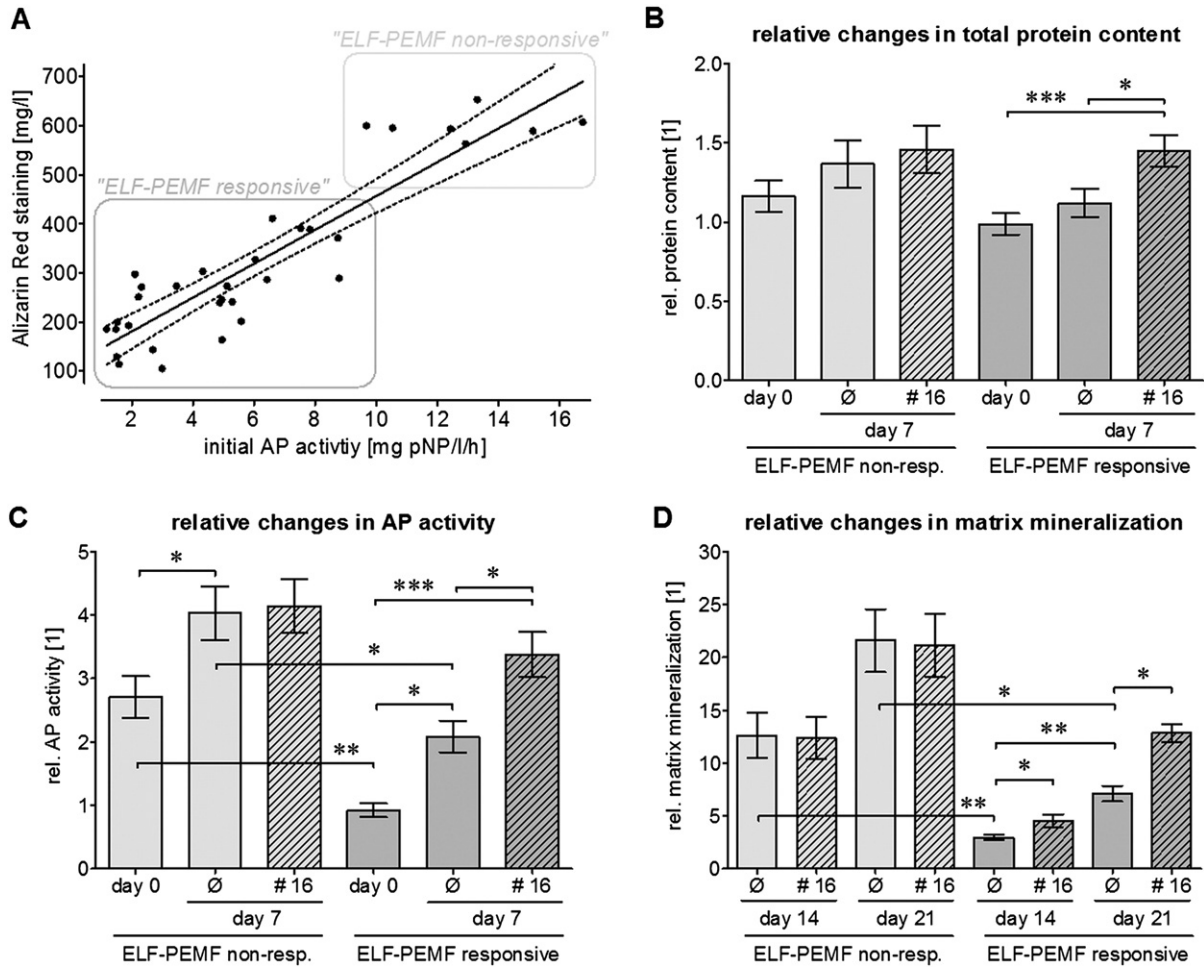 A
"ELF-PEMF non-responsive"
"ELF-PEMF responsive"
Alizarin Red staining [mg/l]
700
600
500
400
300
200
100
2 4 6 8 10 12 14 16
initial AP activtiy [mg pNP/l/h]
B
relative changes in total protein content
rel. protein content [1]
2.0
1.5
1.0
0.5
0.0
*** *
day 0 Ø # 16 day 0 Ø # 16
day 7 day 7
ELF-PEMF non-resp. ELF-PEMF responsive
C
relative changes in AP activity
rel. AP activity [1]
5
4
3
2
1
0
*
*** *
*
*
**
day 0 Ø # 16 day 0 Ø # 16
day 7 day 7
ELF-PEMF non-resp. ELF-PEMF responsive
D
relative changes in matrix mineralization
rel. matrix mineralization [1]
30
25
20
15
10
5
0
*
*
**
*
**
Ø # 16 Ø # 16 Ø # 16 Ø # 16
day 14 day 21 day 14 day 21
ELF-PEMF non-resp. ELF-PEMF responsive